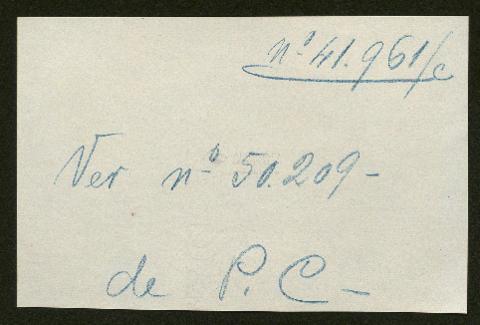 nº 41.961/c
Ver nº 50.209-
de P. C-